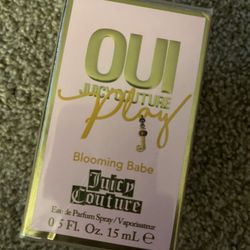 OUI
JUICY COUTURE
Play
Blooming Babe
Juicy
Couture
Eau de Parfum Spray / Vaporisateur
0.5 Fl. Oz. 15 mL e